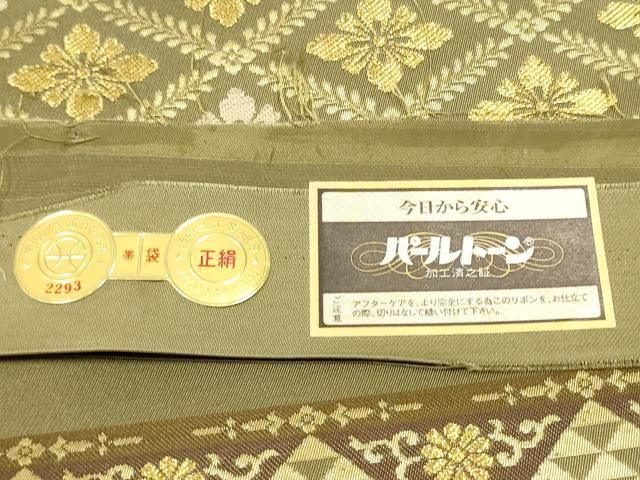 2293
帯
袋
正絹
今日から安心
パールトーン®
加工済之証
ご注意
アフターケアを、より完全にする為このリボンを、お仕立て
の際、切りはなして縫い付けて下さい。